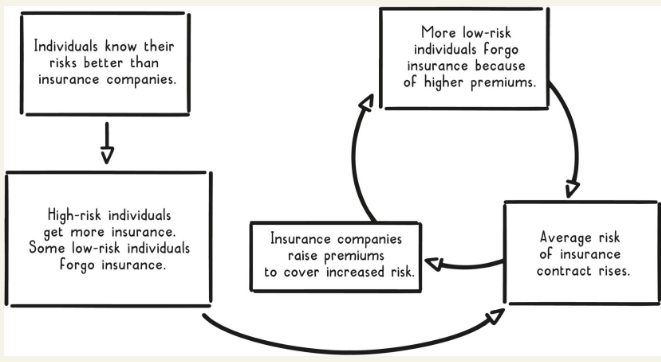 Individuals know their
risks better than
insurance companies.
High-risk individuals
get more insurance.
Some low-risk individuals
forgo insurance.
More low-risk
individuals forgo
insurance because
of higher premiums.
Average risk
of insurance
contract rises.
Insurance companies
raise premiums
to cover increased risk.